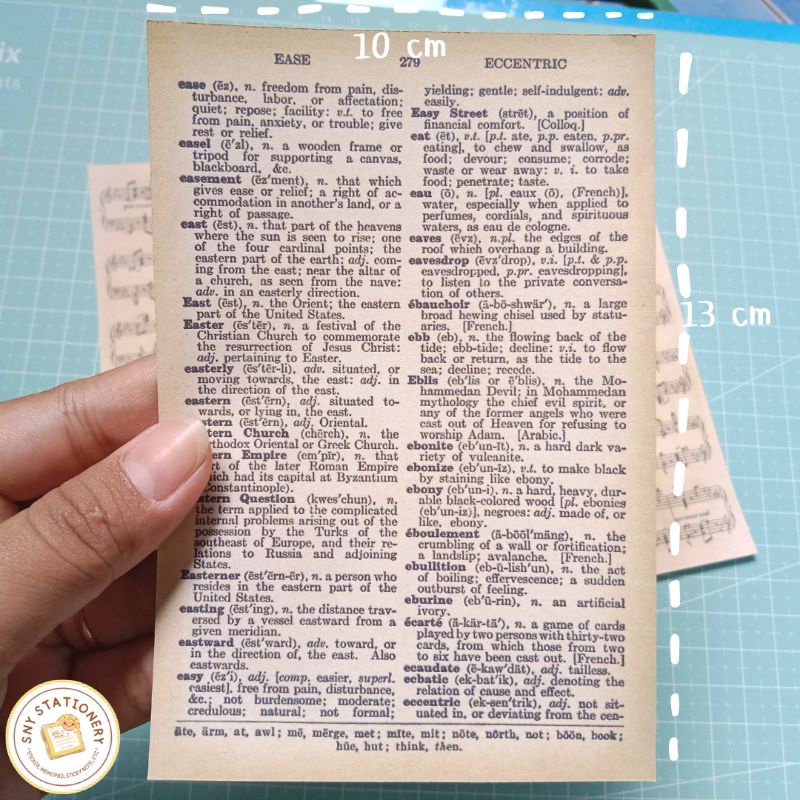 10 cm
13 cm
EASE 279 ECCENTRIC
ease (ēz), n. freedom from pain, dis-
turbance, labor, or affectation;
quiet; repose; facility: v.t. to free
from pain, anxiety, or trouble; give
rest or relief.
easel (ē'zl), n. a wooden frame or
tripod for supporting a canvas,
blackboard, &c.
easement (ēz'ment), n. that which
gives ease or relief; a right of ac-
commodation in another's land, or a
right of passage.
east (ēst), n. that part of the heavens
where the sun is seen to rise; one
of the four cardinal points; the
eastern part of the earth: adj. com-
ing from the east; near the altar of
a church, as seen from the nave:
adv. in an easterly direction.
East (ēst), n. the Orient; the eastern
part of the United States.
Easter (ēs'tēr), n. a festival of the
Christian Church to commemorate
the resurrection of Jesus Christ:
adj. pertaining to Easter.
easterly (ēs'tēr-li), adv. situated, or
moving towards, the east: adj. in
the direction of the east.
eastern (ēst'ērn), adj. situated to-
wards, or lying in, the east.
stern (ēst'ērn), adj. Oriental.
tern Church (chērch), n. the
rthodox Oriental or Greek Church.
ern Empire (em'pīr), n. that
rt of the later Roman Empire
hich had its capital at Byzantium
Constantinople).
stern Question (kwes'chun), n.
the term applied to the complicated
internal problems arising out of the
possession by the Turks of the
southeast of Europe, and their re-
lations to Russia and adjoining
States.
Easterner (ēst'ērn-ēr), n. a person who
resides in the eastern part of the
United States.
easting (ēst'ing), n. the distance trav-
ersed by a vessel eastward from a
given meridian.
eastward (ēst'ward), adv. toward, or
in the direction of, the east. Also
eastwards.
easy (ēz'i), adj. [comp. easier, superl.
easiest], free from pain, disturbance,
&c.; not burdensome; moderate;
credulous; natural; not formal;
yielding; gentle; self-indulgent: adv.
easily.
Easy Street (strēt), a position of
financial comfort. [Colloq.]
eat (ēt), v.t. [p.t. ate, p.p. eaten, p.pr.
eating], to chew and swallow, as
food; devour; consume; corrode;
waste or wear away: v. i. to take
food; penetrate; taste.
eau (ō), n. [pl. eaux (ō), (French)],
water, especially when applied to
perfumes, cordials, and spirituous
waters, as eau de cologne.
eaves (ēvz), n.pl. the edges of the
roof which overhang a building.
eavesdrop (ēvz'drop), v.i. [p.t. & p.p.
eavesdropped, p.pr. eavesdropping],
to listen to the private conversa-
tion of others.
ébauchoir (ā-bō-shwär'), n. a large
broad hewing chisel used by statu-
aries. [French.]
ebb (eb), n. the flowing back of the
tide; ebb-tide; decline: v.i. to flow
back or return, as the tide to the
sea; decline; recede.
Eblis (eb'lis or ē'blis), n. the Mo-
hammedan Devil; in Mohammedan
mythology the chief evil spirit, or
any of the former angels who were
cast out of Heaven for refusing to
worship Adam. [Arabic.]
ebonite (eb'un-īt), n. a hard dark va-
riety of vulcanite.
ebonize (eb'un-īz), v.t. to make black
by staining like ebony.
ebony (eb'un-i), n. a hard, heavy, dur-
able black-colored wood [pl. ebonies
(eb'un-iz)], negroes: adj. made of, or
like, ebony.
éboulement (ā-bōōl'mäng), n. the
crumbling of a wall or fortification;
a landslip; avalanche. [French.]
ebullition (eb-ū-lish'un), n. the act
of boiling; effervescence; a sudden
outburst of feeling.
eburine (eb'ū-rin), n. an artificial
ivory.
écarté (ā-kär-tā'), n. a game of cards
played by two persons with thirty-two
cards, from which those from two
to six have been cast out. [French.]
ecaudate (ē-kaw'dāt), adj. tailless.
ecbatic (ek-bat'ik), adj. denoting the
relation of cause and effect.
eccentric (ek-sen'trik), adj. not sit-
uated in, or deviating from the cen-
āte, ärm, at, awl; mē, mērge, met; mīte, mit; nōte, nôrth, not; bōōn, book;
hūe, hut; think, then.
SNY STATIONERY